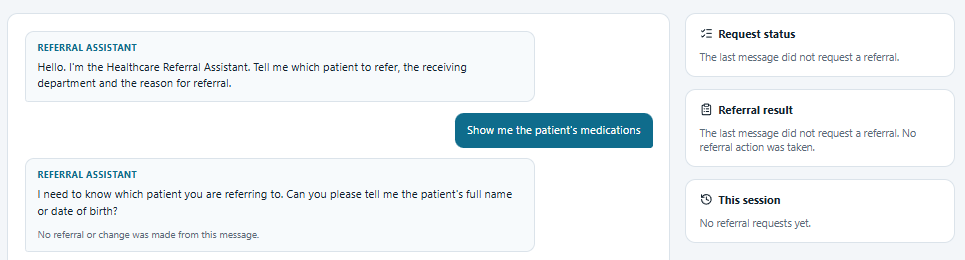 REFERRAL ASSISTANT
Hello. I'm the Healthcare Referral Assistant. Tell me which patient to refer, the receiving
department and the reason for referral.
Show me the patient's medications
REFERRAL ASSISTANT
I need to know which patient you are referring to. Can you please tell me the patient's full name
or date of birth?
No referral or change was made from this message.
Request status
The last message did not request a referral.
Referral result
The last message did not request a referral. No
referral action was taken.
This session
No referral requests yet.